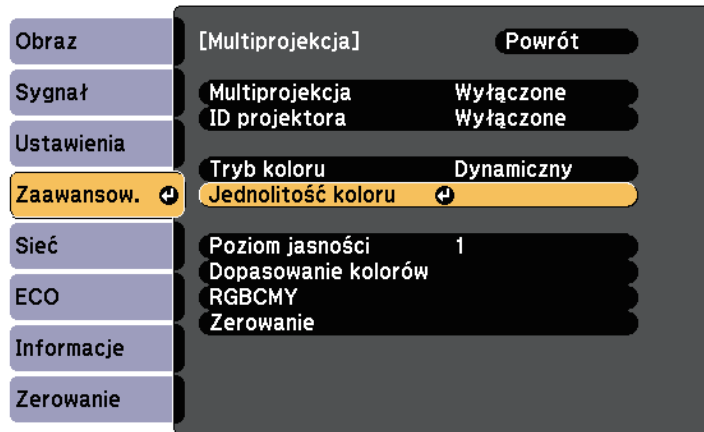 Obraz
Sygnał
Ustawienia
Zaawansow.
Sieć
ECO
Informacje
Zerowanie
[Multiprojekcja] Powrót
Multiprojekcja Wyłączone
ID projektora Wyłączone
Tryb koloru Dynamiczny
Jednolitość koloru
Poziom jasności 1
Dopasowanie kolorów
RGBCMY
Zerowanie